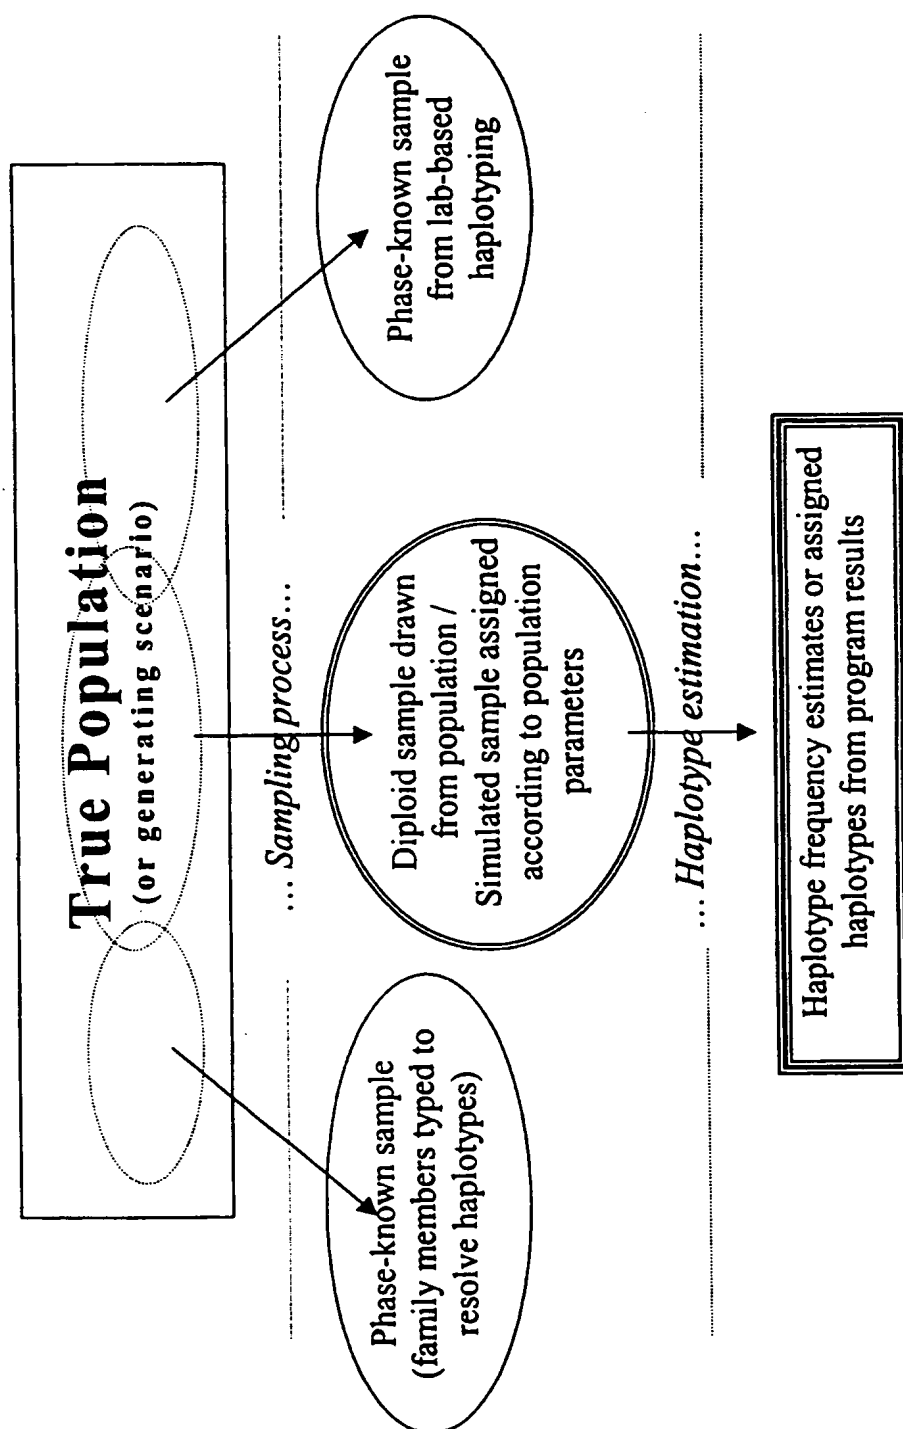 True Population
(or generating scenario)
... Sampling process...
Phase-known sample
(family members typed to
resolve haplotypes)
Diploid sample drawn
from population /
Simulated sample assigned
according to population
parameters
Phase-known sample
from lab-based
haplotyping
... Haplotype estimation...
Haplotype frequency estimates or assigned
haplotypes from program results